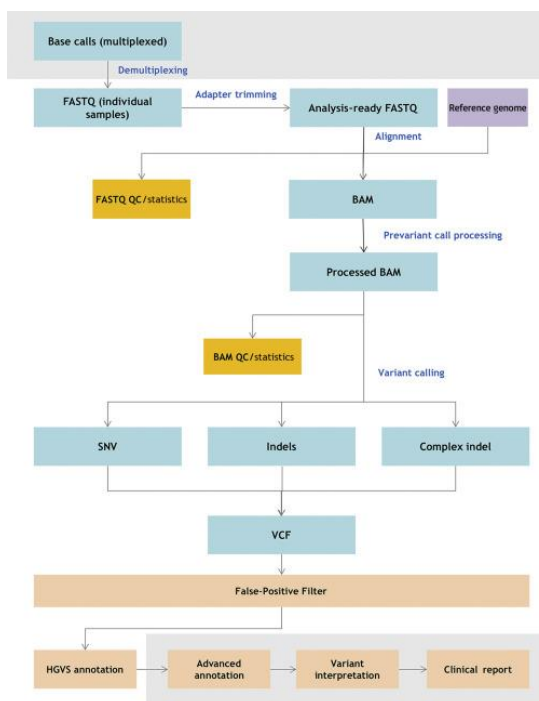 Base calls (multiplexed)
Demultiplexing
FASTQ (individual
samples)
Adapter trimming
Analysis-ready FASTQ
Reference genome
Alignment
FASTQ QC/statistics
BAM
Prevariant call processing
Processed BAM
BAM QC/statistics
Variant calling
SNV
Indels
Complex indel
VCF
False-Positive Filter
HGVS annotation
Advanced
annotation
Variant
interpretation
Clinical report